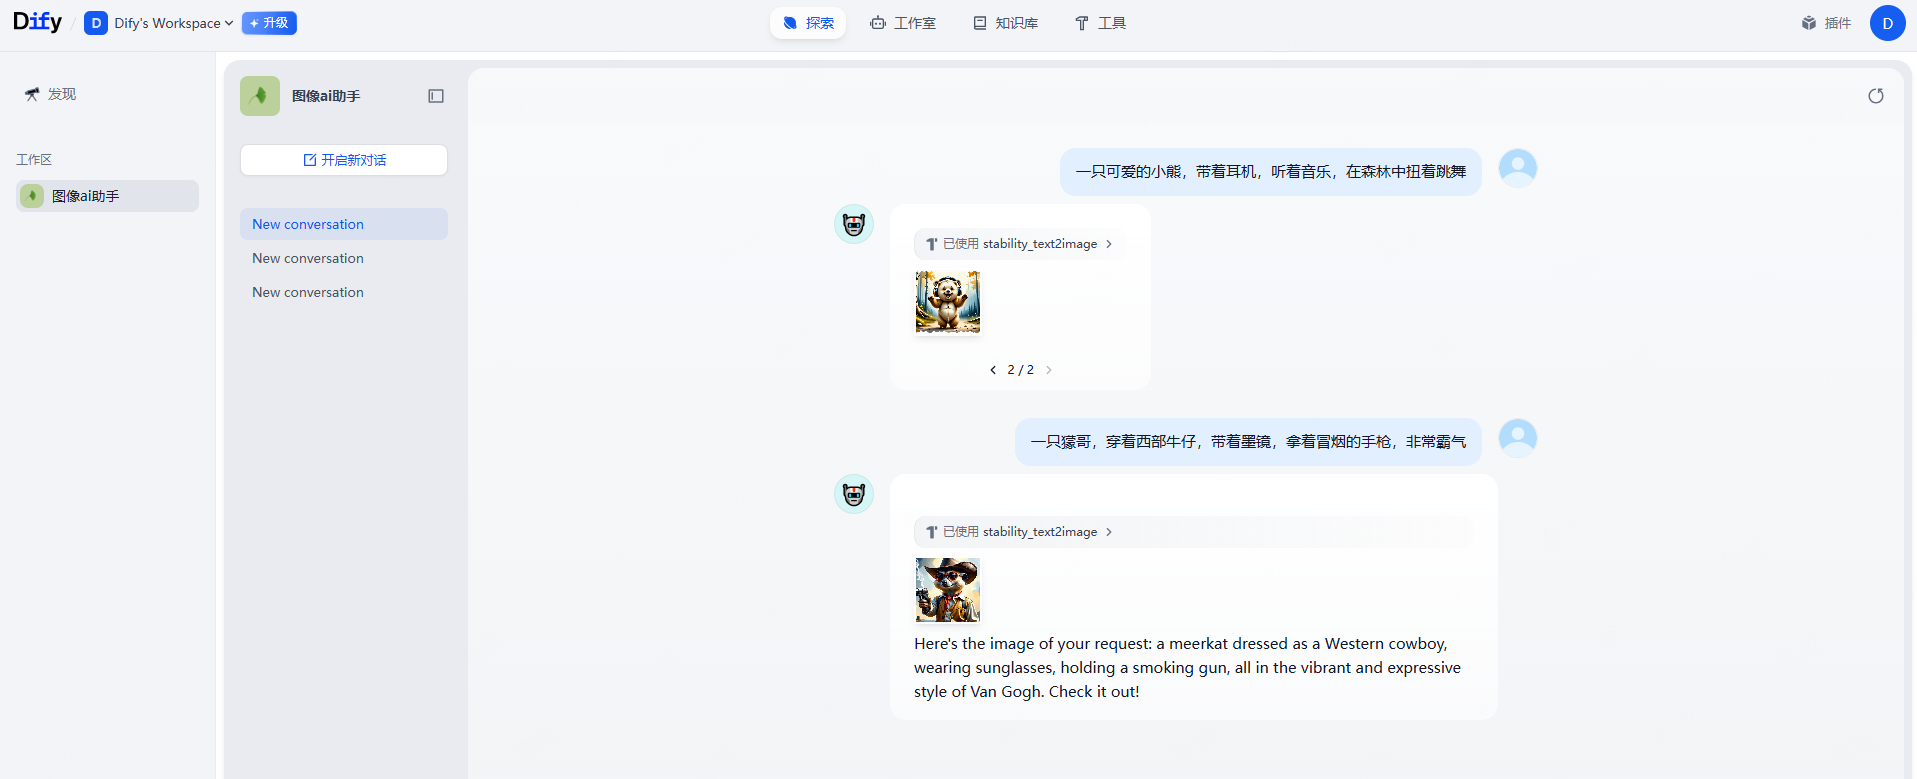 Dify / D Dify's Workspace 升级 探索 工作室 知识库 工具 插件 D
发现
工作区
图像ai助手
图像ai助手
开启新对话
New conversation
New conversation
New conversation
一只可爱的小熊，带着耳机，听着音乐，在森林中扭着跳舞
已使用 stability_text2image
2 / 2
一只獴哥，穿着西部牛仔，带着墨镜，拿着冒烟的手枪，非常霸气
已使用 stability_text2image
Here's the image of your request: a meerkat dressed as a Western cowboy,
wearing sunglasses, holding a smoking gun, all in the vibrant and expressive
style of Van Gogh. Check it out!